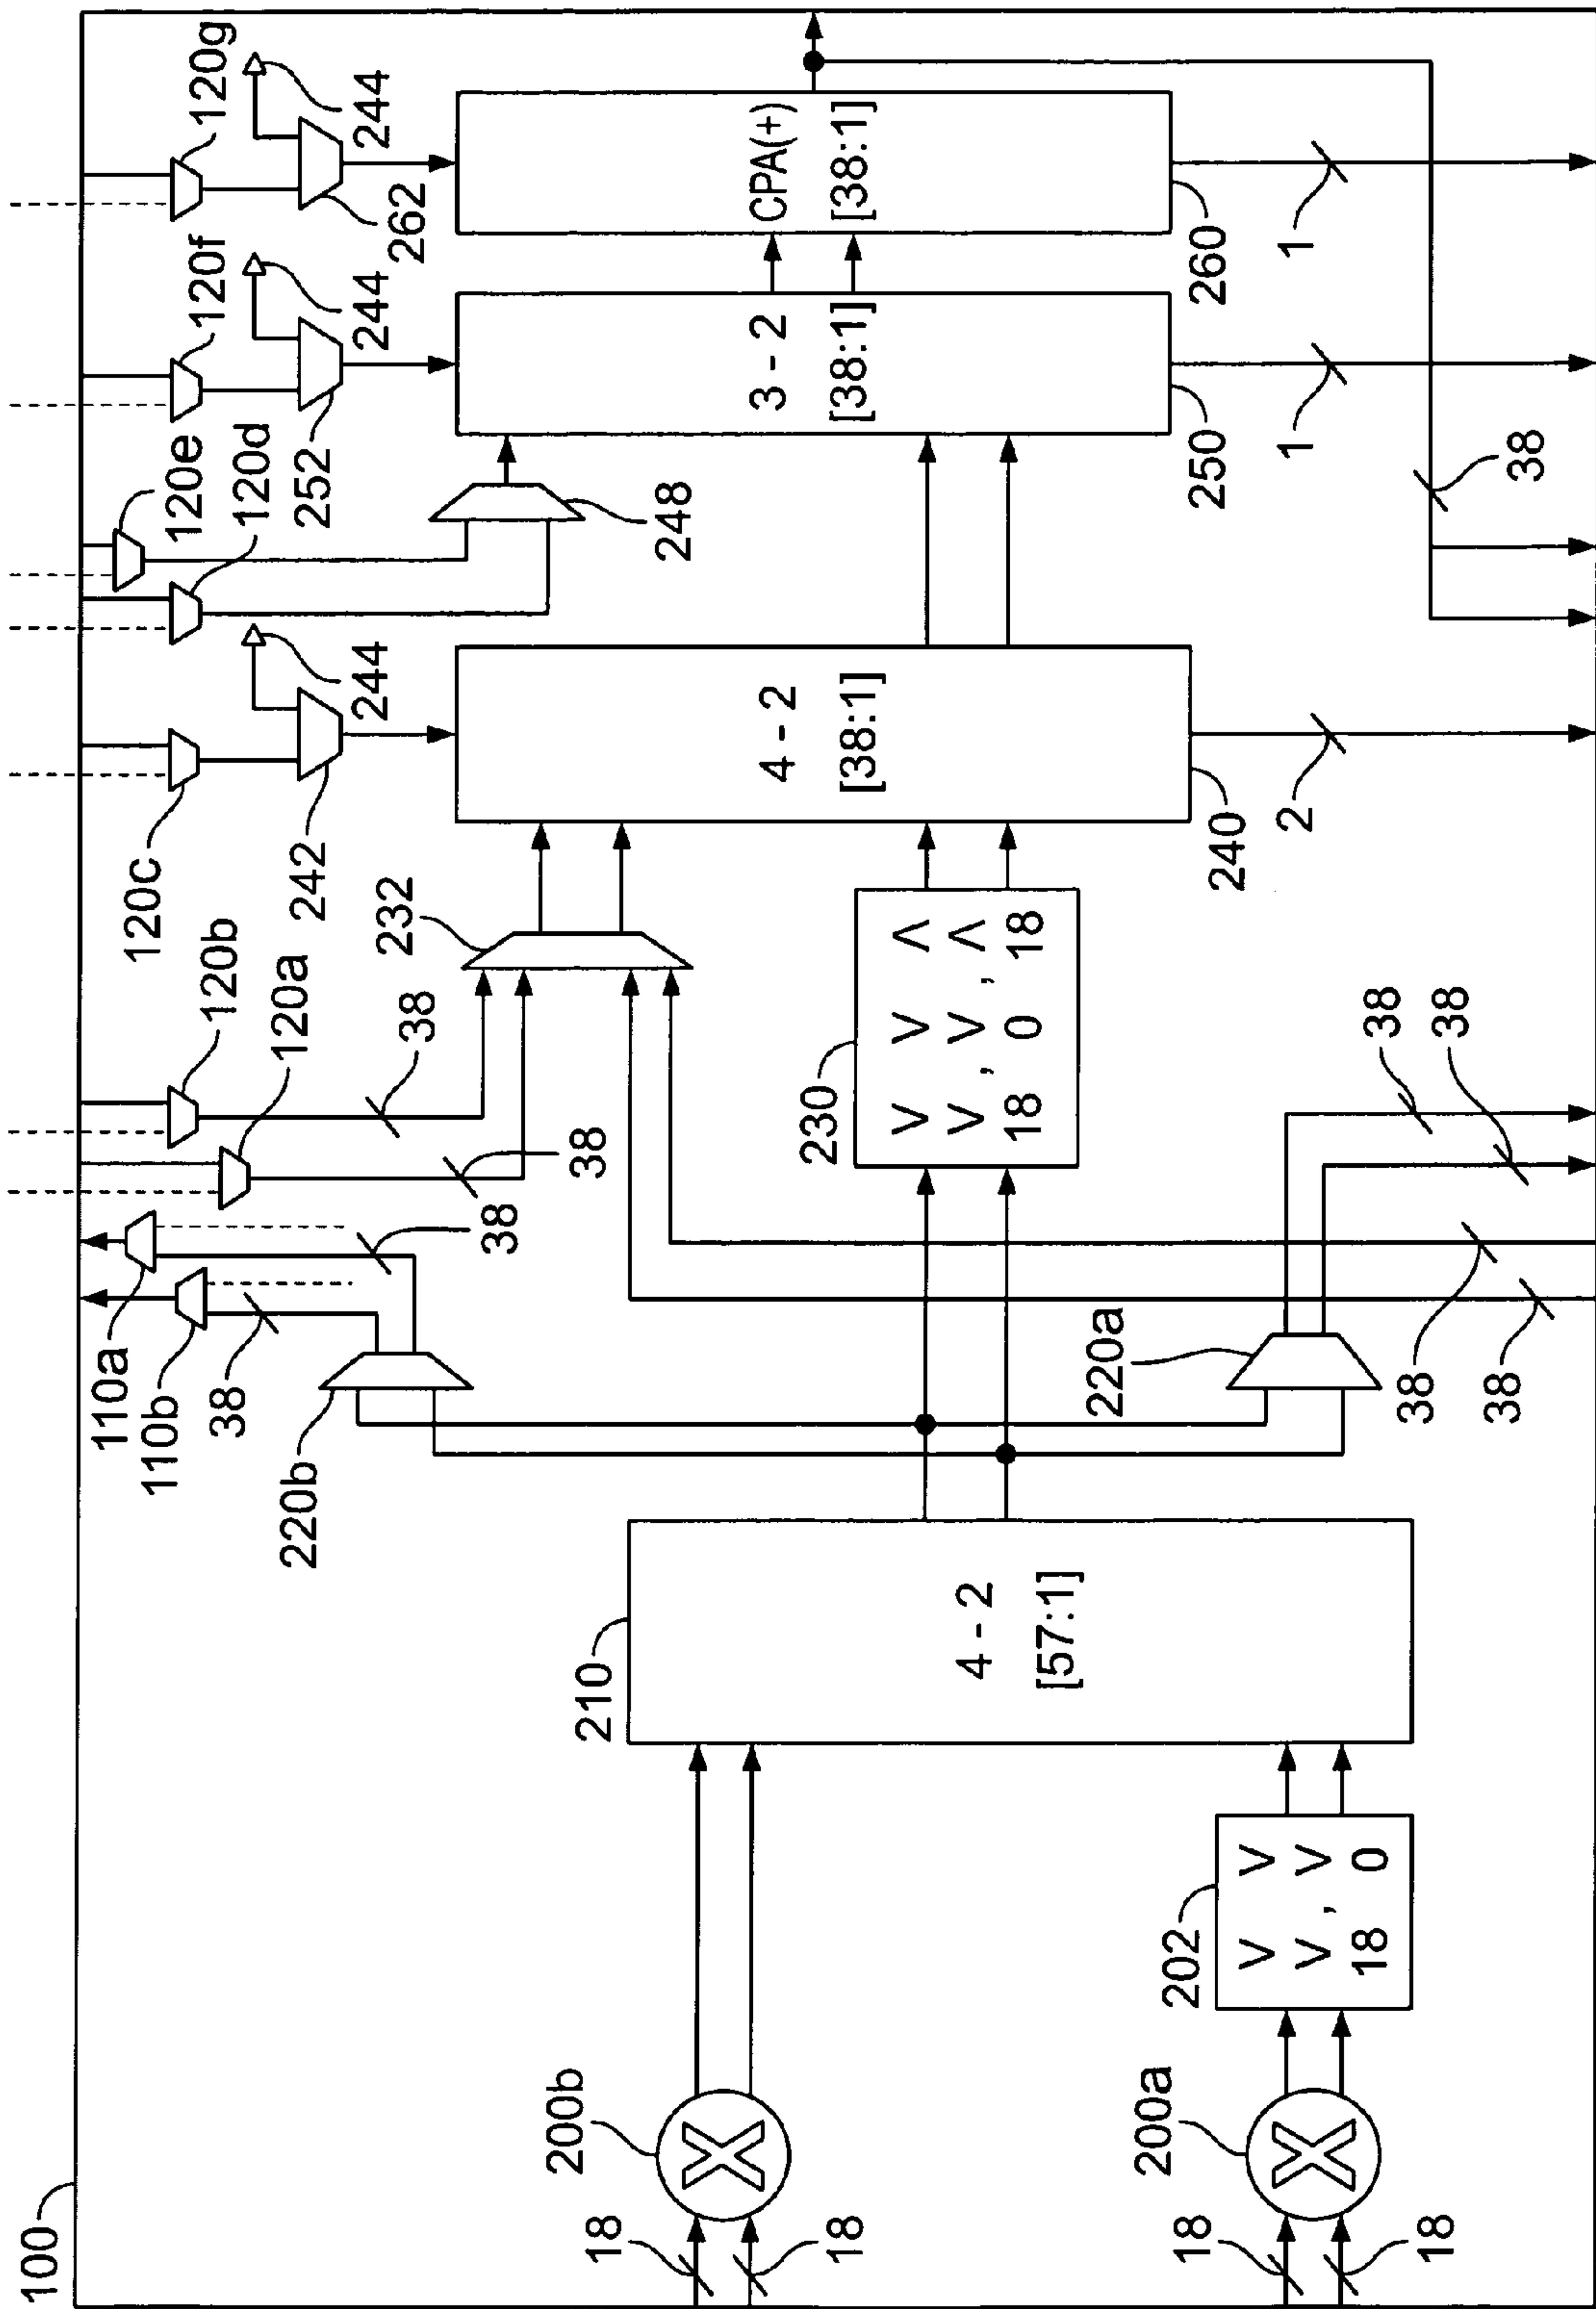 100
18
18
200b
18
18
200a
202
V V
V, V
18 0
210
4 - 2
[57:1]
220b
110b
110a
38
38
220a
38
38
38
38
120a
120b
38
38
230
V V Λ
V, V, Λ
18 0 18
232
120c
242
244
4 - 2
[38:1]
240
2
120d
120e
248
252
120f
244
3 - 2
[38:1]
250
1
262
120g
244
CPA(+)
[38:1]
260
1
38